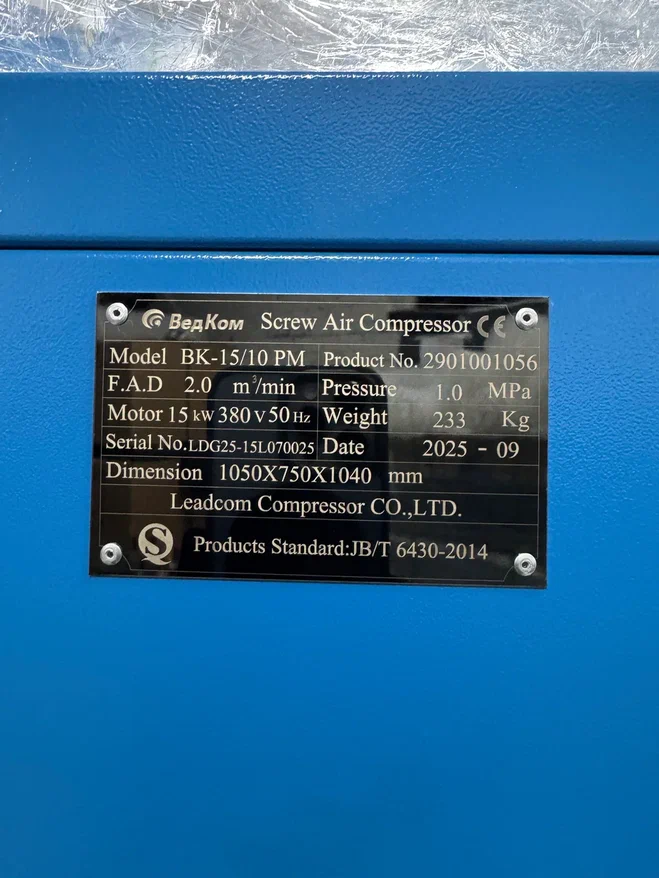 ВедКом Screw Air Compressor CE
Model BK-15/10 PM Product No. 2901001056
F.A.D 2.0 m³/min Pressure 1.0 MPa
Motor 15 kW 380 V 50 Hz Weight 233 Kg
Serial No. LDG25-15L070025 Date 2025 - 09
Dimension 1050X750X1040 mm
Leadcom Compressor CO.,LTD.
Products Standard:JB/T 6430-2014